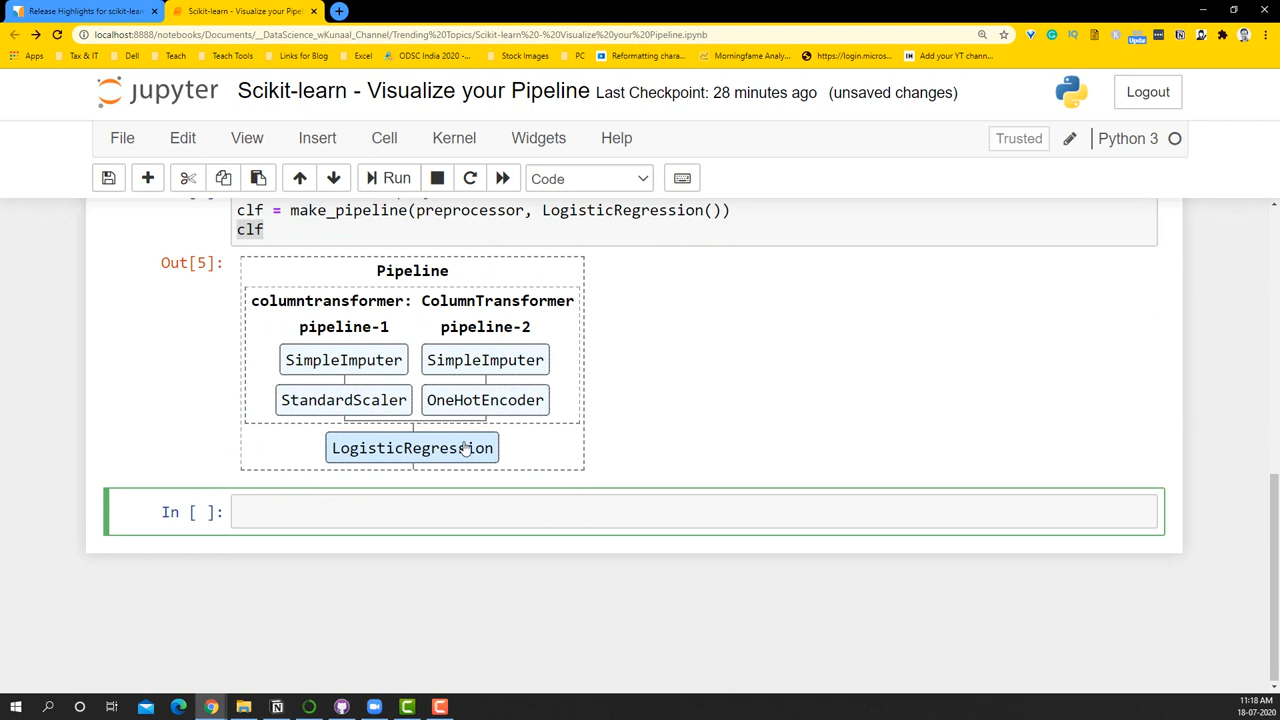 Release Highlights for scikit-lear
Scikit-learn - Visualize your Pipel
localhost:8888/notebooks/Documents/__DataScience_wKunaal_Channel/Trending%20Topics/Scikit-learn%20-%20Visualize%20your%20Pipeline.ipynb
Apps Tax & IT Dell Teach Teach Tools Links for Blog Excel ODSC India 2020 -... Stock Images PC Reformatting chara... Morningfame Analy... https://login.micros... Add your YT chann...
Upda
jupyter Scikit-learn - Visualize your Pipeline Last Checkpoint: 28 minutes ago (unsaved changes) Logout
File Edit View Insert Cell Kernel Widgets Help Trusted Python 3
Run Code
clf = make_pipeline(preprocessor, LogisticRegression())
clf
Out[5]:
Pipeline
columntransformer: ColumnTransformer
pipeline-1 pipeline-2
SimpleImputer SimpleImputer
StandardScaler OneHotEncoder
LogisticRegression
In [ ]:
11:18 AM
18-07-2020